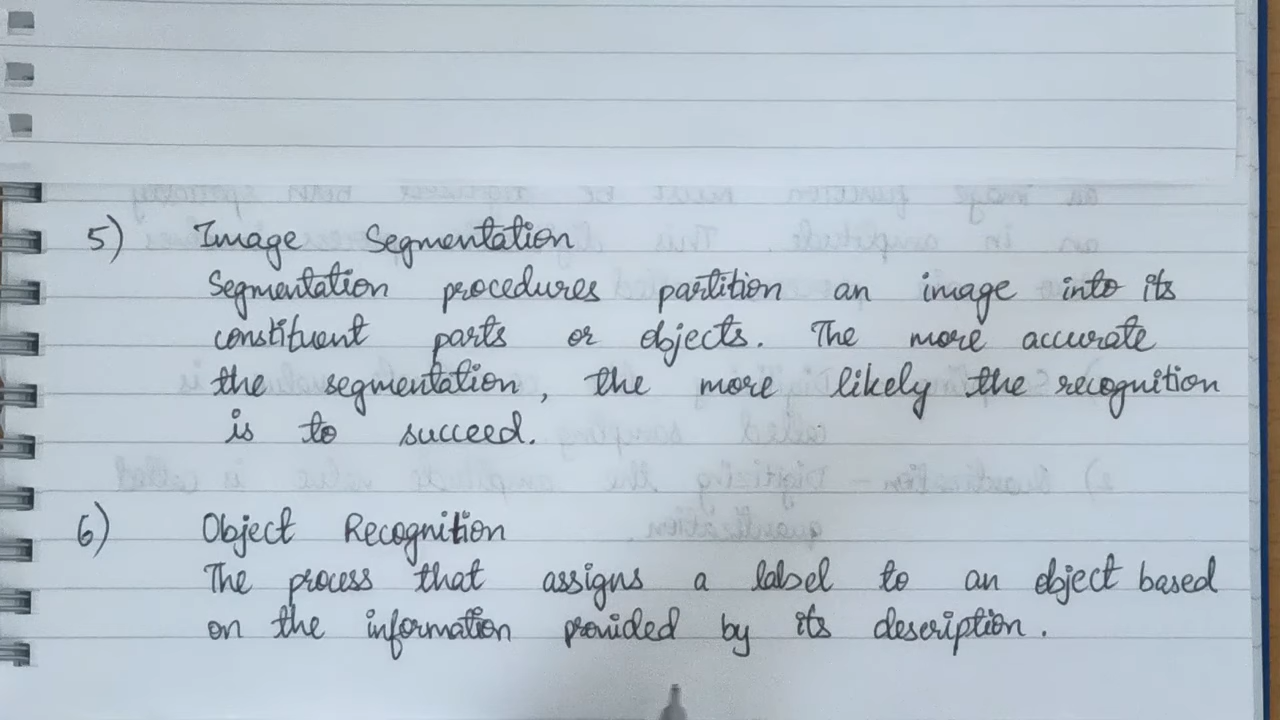 5) Image Segmentation
Segmentation procedures partition an image into its
constituent parts or objects. The more accurate
the segmentation, the more likely the recognition
is to succeed.
6) Object Recognition
The process that assigns a label to an object based
on the information provided by its description.